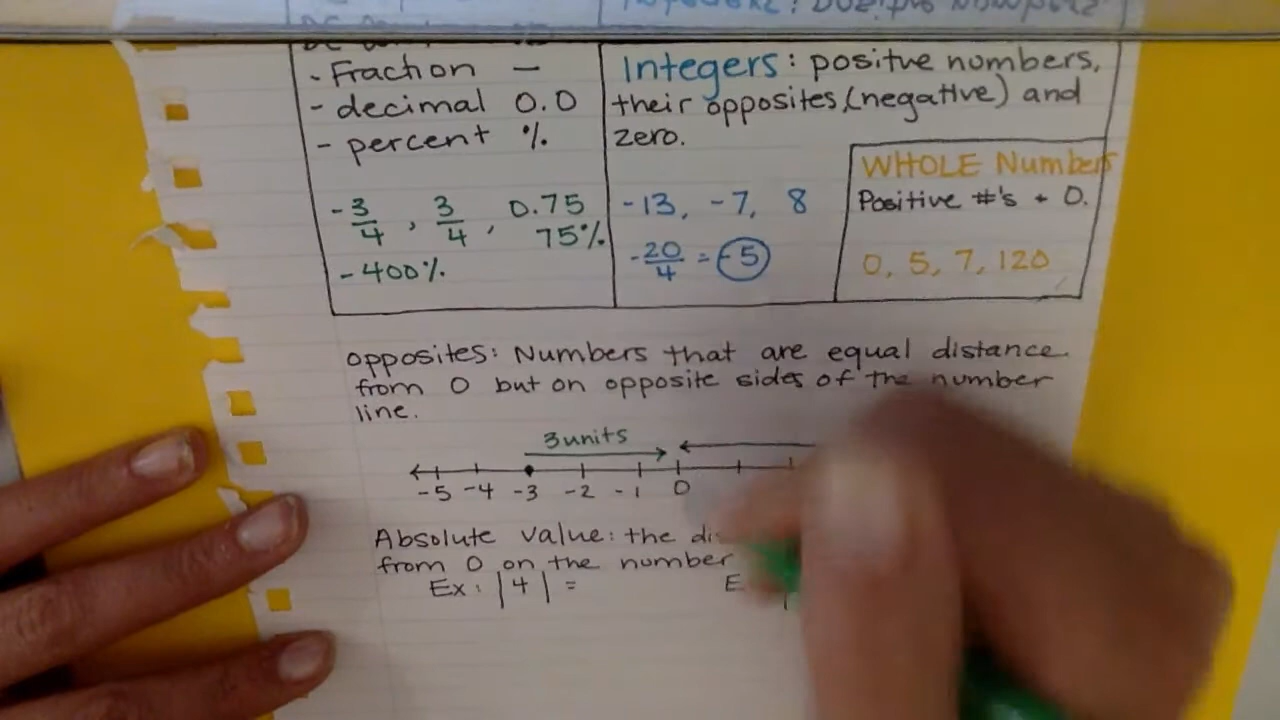 - Fraction —
- decimal 0.0
- percent %
-3/4, 3/4, 0.75
75%
-400%
Integers: positve numbers,
their opposites,(negative) and
zero.
-13, -7, 8
-20/4 = -5
WHOLE Numbers
Positive #'s + 0.
0, 5, 7, 120
opposites: Numbers that are equal distance
from 0 but on opposite sides of the number
line.
3 units
-5 -4 -3 -2 -1 0
Absolute value: the
from 0 on the number
Ex: |4| =